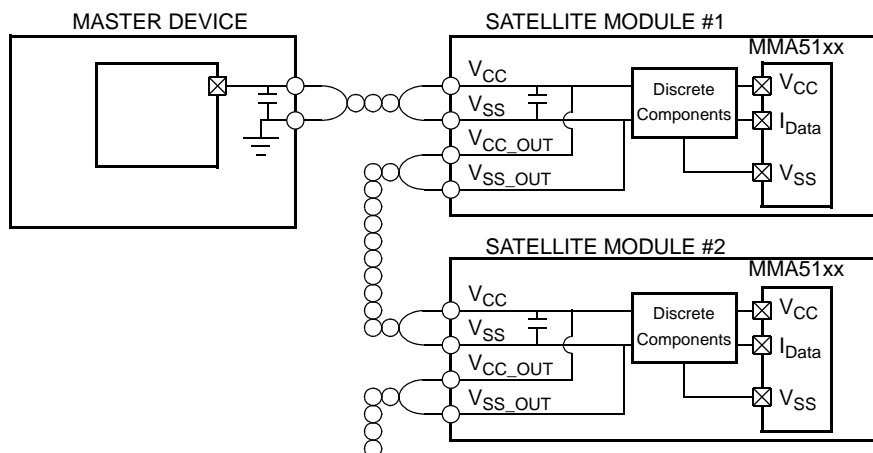 MASTER DEVICE
SATELLITE MODULE #1
MMA51xx
VCC
VSS
VCC_OUT
VSS_OUT
Discrete
Components
VCC
IData
VSS
SATELLITE MODULE #2
MMA51xx
VCC
VSS
VCC_OUT
VSS_OUT
Discrete
Components
VCC
IData
VSS